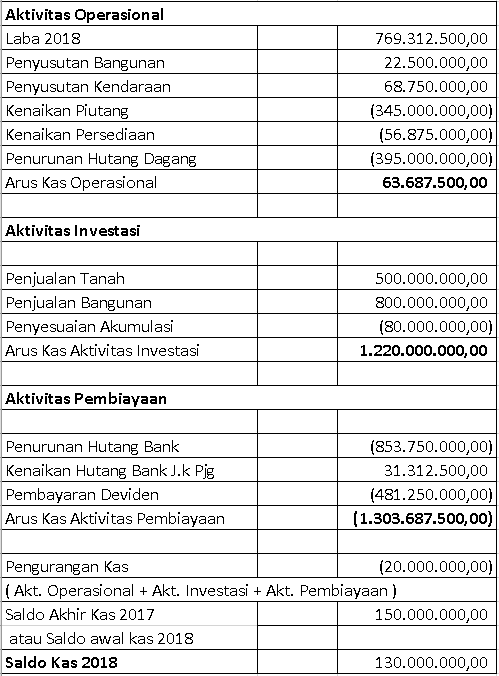 Aktivitas Operasional
Laba 2018 769.312.500,00
Penyusutan Bangunan 22.500.000,00
Penyusutan Kendaraan 68.750.000,00
Kenaikan Piutang (345.000.000,00)
Kenaikan Persediaan (56.875.000,00)
Penurunan Hutang Dagang (395.000.000,00)
Arus Kas Operasional 63.687.500,00
Aktivitas Investasi
Penjualan Tanah 500.000.000,00
Penjualan Bangunan 800.000.000,00
Penyesuaian Akumulasi (80.000.000,00)
Arus Kas Aktivitas Investasi 1.220.000.000,00
Aktivitas Pembiayaan
Penurunan Hutang Bank (853.750.000,00)
Kenaikan Hutang Bank J.k Pjg 31.312.500,00
Pembayaran Deviden (481.250.000,00)
Arus Kas Aktivitas Pembiayaan (1.303.687.500,00)
Pengurangan Kas (20.000.000,00)
( Akt. Operasional + Akt. Investasi + Akt. Pembiayaan )
Saldo Akhir Kas 2017 150.000.000,00
atau Saldo awal kas 2018
Saldo Kas 2018 130.000.000,00